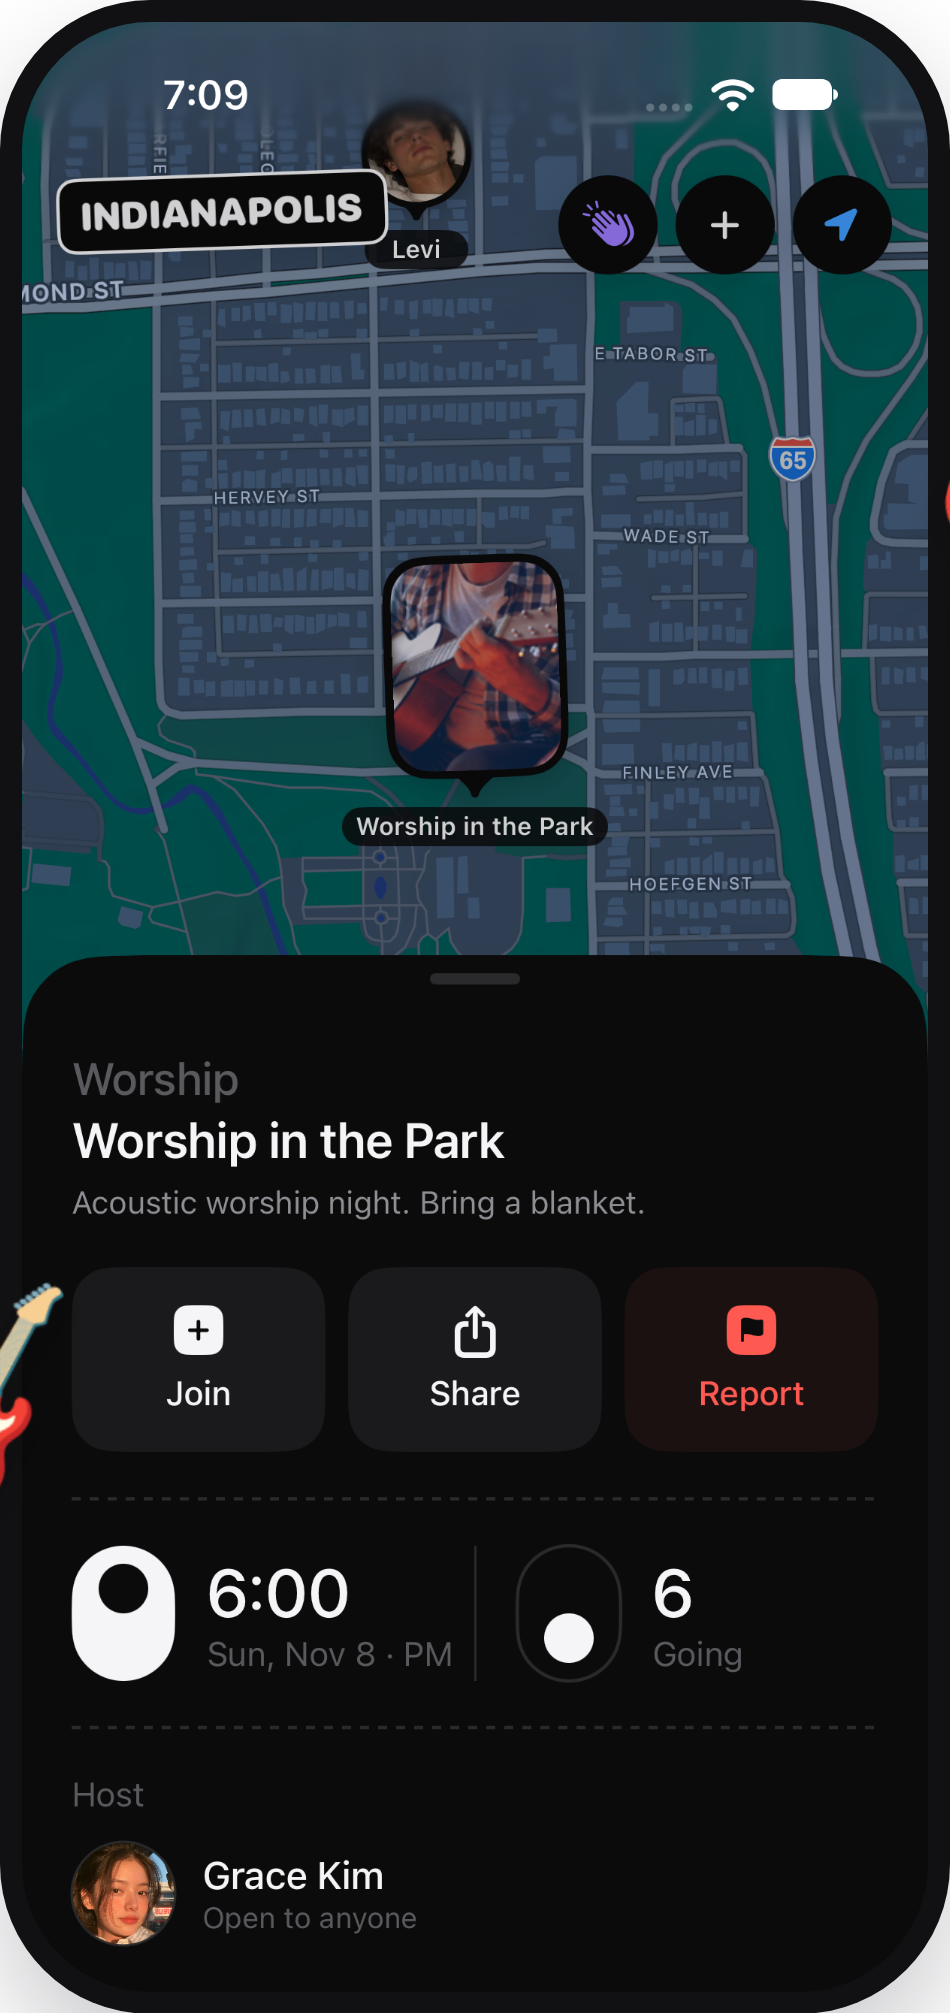 7:09
INDIANAPOLIS
Levi
MOND ST
E TABOR ST
65
HERVEY ST
WADE ST
FINLEY AVE
Worship in the Park
HOEFGEN ST
Worship
Worship in the Park
Acoustic worship night. Bring a blanket.
Join
Share
Report
6:00
Sun, Nov 8 · PM
6
Going
Host
Grace Kim
Open to anyone